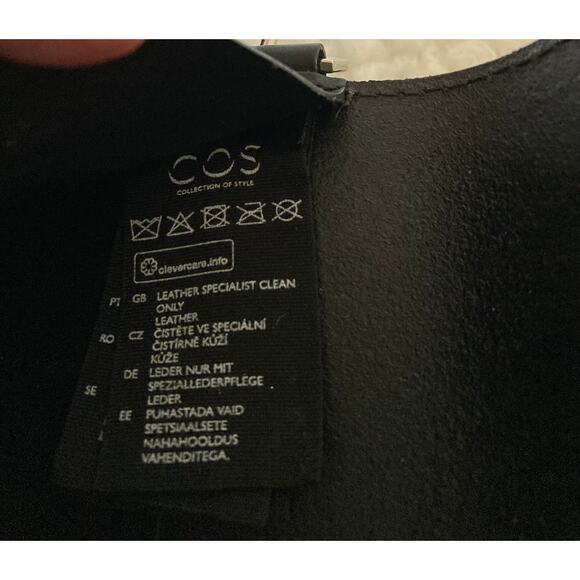 COS
COLLECTION OF STYLE
clevercare.info
PT GB LEATHER SPECIALIST CLEAN
ONLY
LEATHER
RO CZ ČISTĚTE VE SPECIÁLNÍ
ČISTÍRNĚ KŮŽÍ
KŮŽE
DE LEDER NUR MIT
SPEZIALLEDERPFLEGE
SE LEDER
EE PUHASTADA VAID
SPETSIAALSETE
NAHAHOOLDUS
VAHENDITEGA.